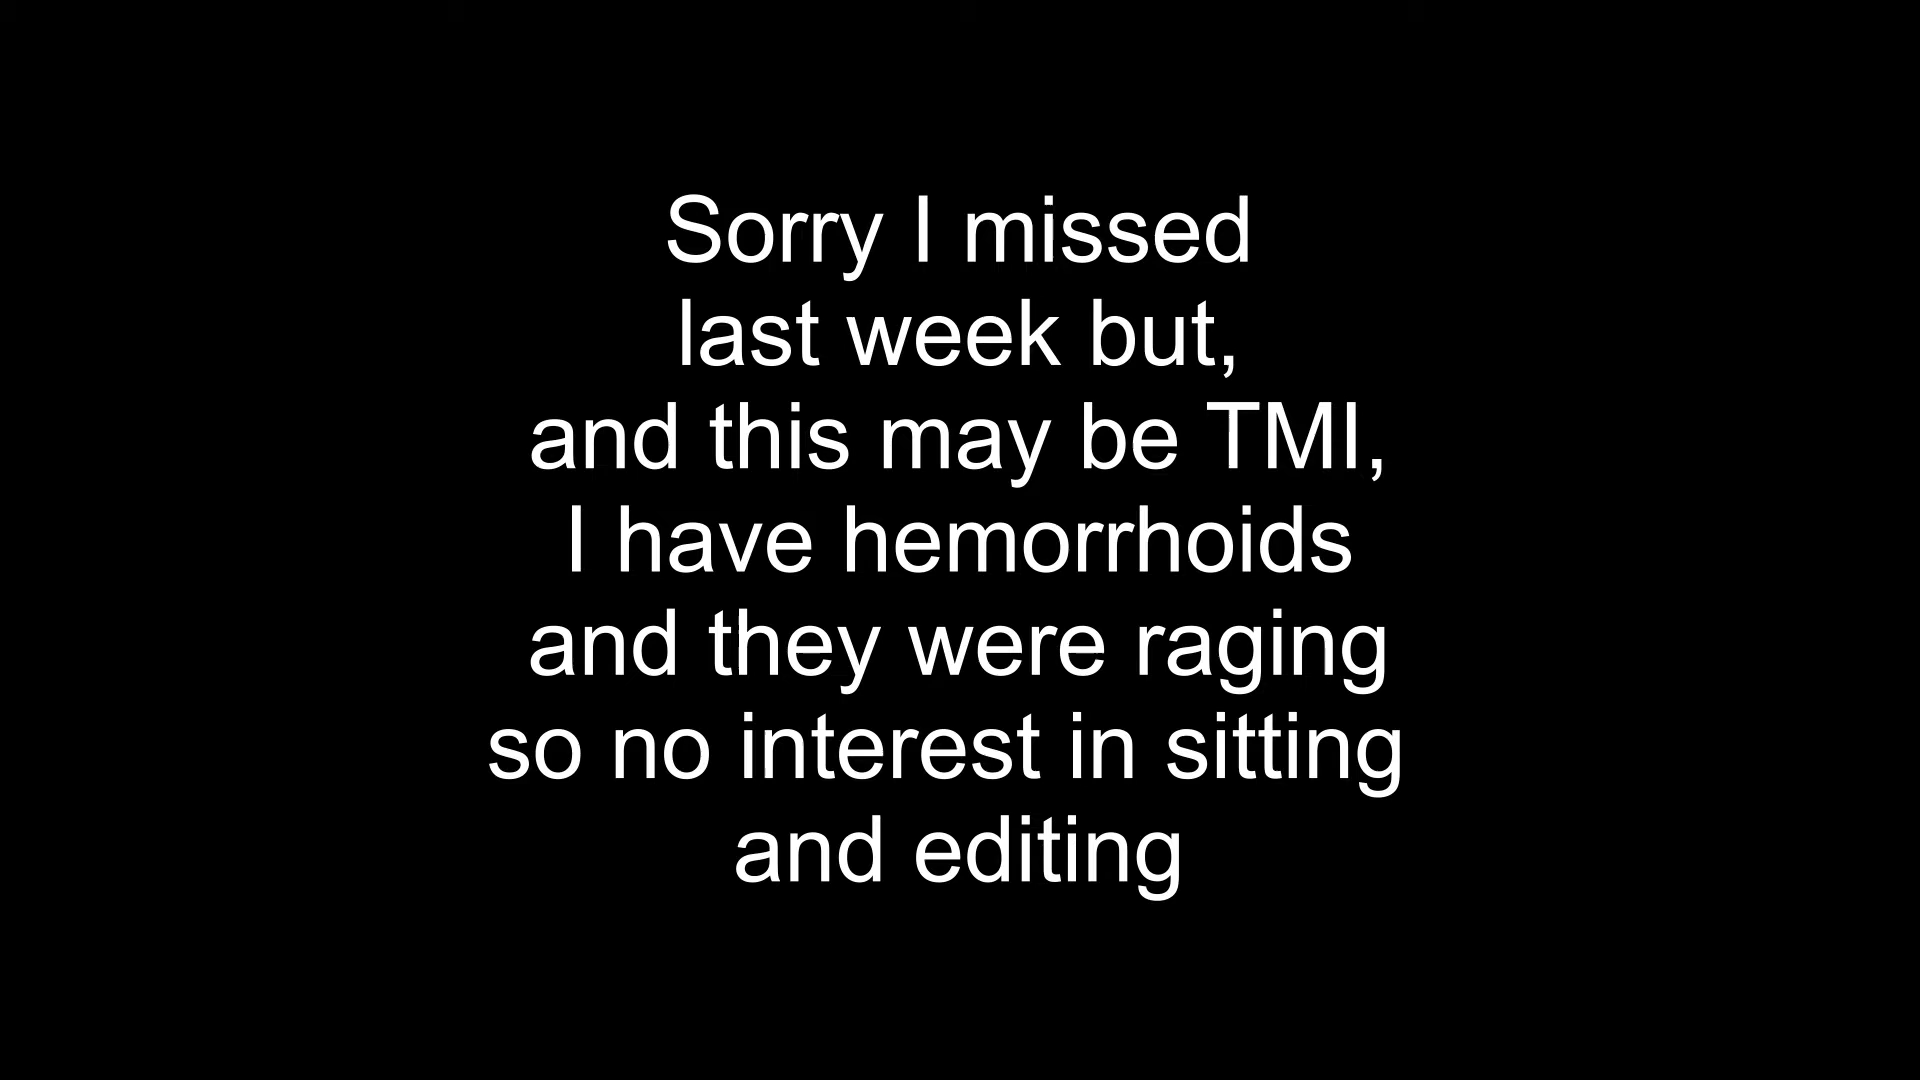 Sorry I missed
last week but,
and this may be TMI,
I have hemorrhoids
and they were raging
so no interest in sitting
and editing